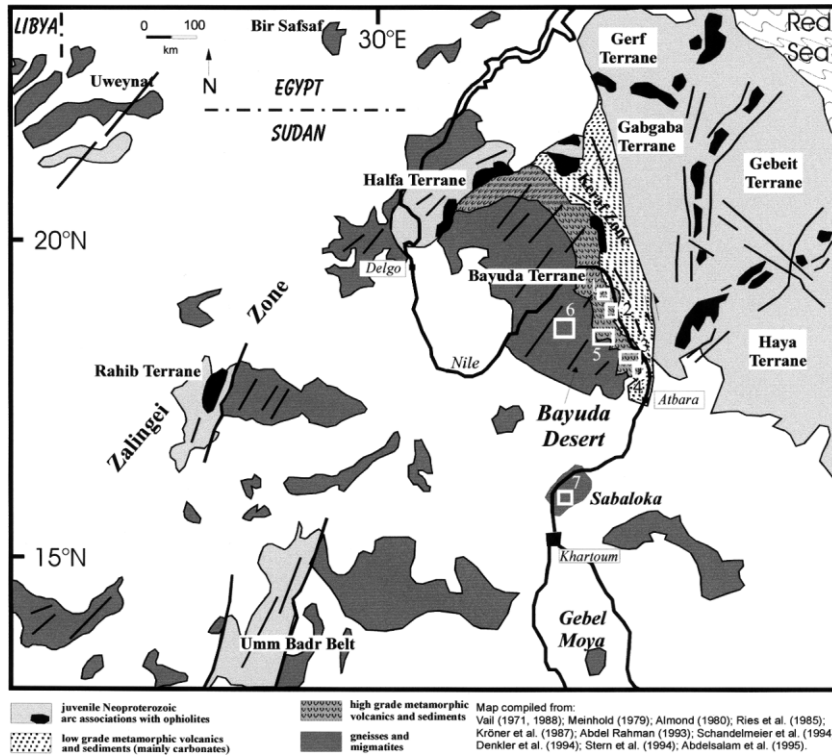 LIBYA
0 100
km
N
Bir Safsaf
30°E
Red
Sea
Uweynat
EGYPT
SUDAN
Gerf
Terrane
Gabgaba
Terrane
Gebeit
Terrane
Halfa Terrane
Keraf Zone
20°N
Delgo
Bayuda Terrane
6
2
5
3
4
Zone
Nile
Haya
Terrane
Rahib Terrane
Zalingei
Atbara
Bayuda
Desert
7
Sabaloka
15°N
Khartoum
Gebel
Moya
Umm Badr Belt
juvenile Neoproterozoic
arc associations with ophiolites
low grade metamorphic volcanics
and sediments (mainly carbonates)
high grade metamorphic
volcanics and sediments
gneisses and
migmatites
Map compiled from:
Vail (1971, 1988); Meinhold (1979); Almond (1980); Ries et al. (1985);
Kröner et al. (1987); Abdel Rahman (1993); Schandelmeier et al. (1994
Denkler et al. (1994); Stern et al. (1994); Abdelsalam et al. (1995).